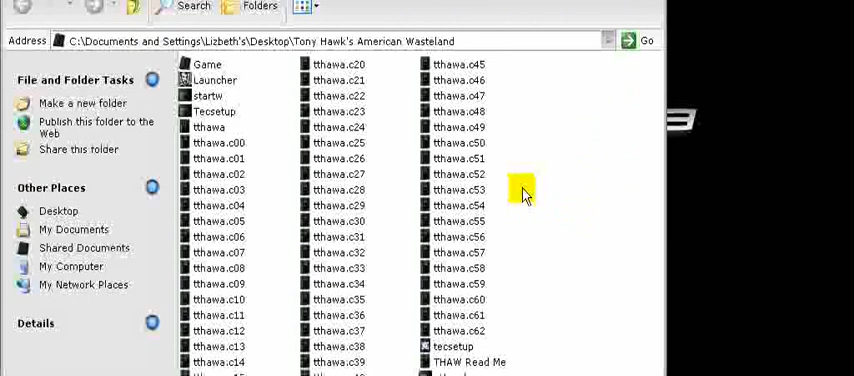 Search Folders
Address C:\Documents and Settings\Lizbeth's\Desktop\Tony Hawk's American Wasteland Go
File and Folder Tasks
Make a new folder
Publish this folder to the
Web
Share this folder
Other Places
Desktop
My Documents
Shared Documents
My Computer
My Network Places
Details
Game
Launcher
startw
Tecsetup
tthawa
tthawa.c00
tthawa.c01
tthawa.c02
tthawa.c03
tthawa.c04
tthawa.c05
tthawa.c06
tthawa.c07
tthawa.c08
tthawa.c09
tthawa.c10
tthawa.c11
tthawa.c12
tthawa.c13
tthawa.c14
tthawa.c20
tthawa.c21
tthawa.c22
tthawa.c23
tthawa.c24
tthawa.c25
tthawa.c26
tthawa.c27
tthawa.c28
tthawa.c29
tthawa.c30
tthawa.c31
tthawa.c32
tthawa.c33
tthawa.c34
tthawa.c35
tthawa.c36
tthawa.c37
tthawa.c38
tthawa.c39
tthawa.c45
tthawa.c46
tthawa.c47
tthawa.c48
tthawa.c49
tthawa.c50
tthawa.c51
tthawa.c52
tthawa.c53
tthawa.c54
tthawa.c55
tthawa.c56
tthawa.c57
tthawa.c58
tthawa.c59
tthawa.c60
tthawa.c61
tthawa.c62
tecsetup
THAW Read Me